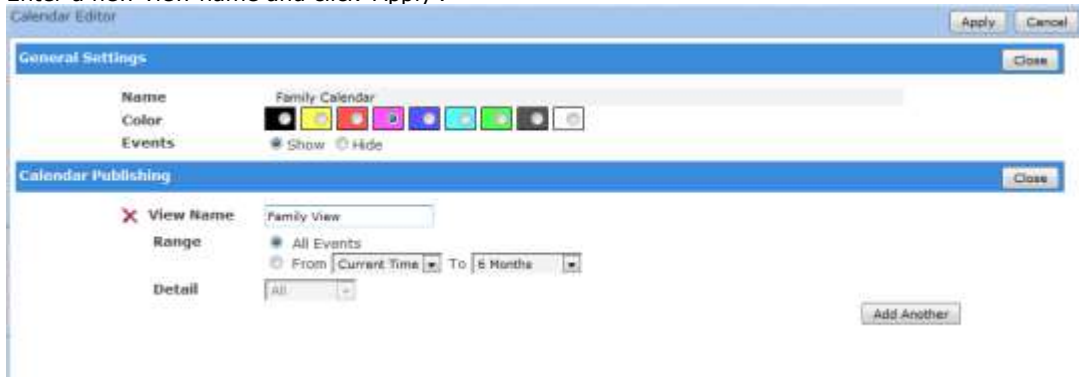 Enter a new view name and click 'Apply'.
Calendar Editor Apply Cancel
General Settings Close
Name Family Calendar
Color
Events Show Hide
Calendar Publishing Close
View Name Family View
Range All Events
From Current Time To 6 Months
Detail All
Add Another